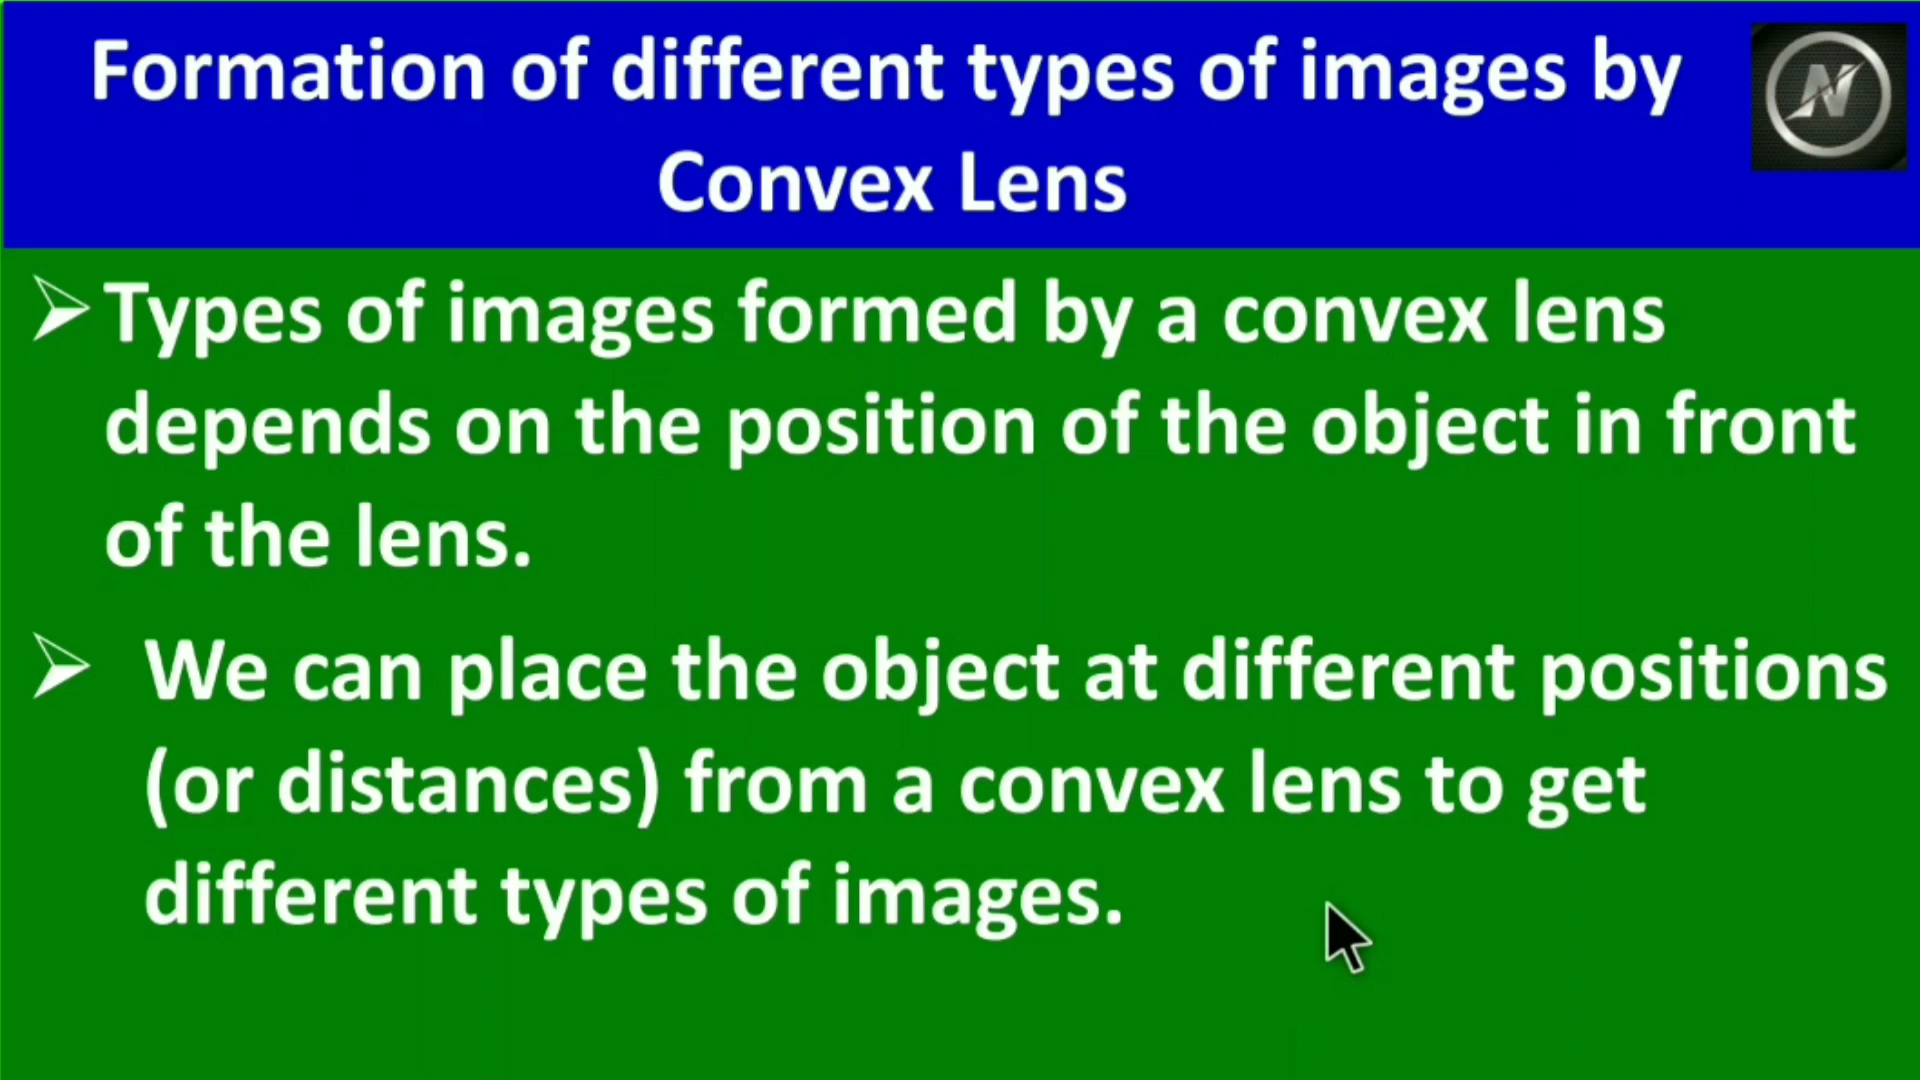 Formation of different types of images by
Convex Lens
N
➢Types of images formed by a convex lens
depends on the position of the object in front
of the lens.
➢ We can place the object at different positions
(or distances) from a convex lens to get
different types of images.